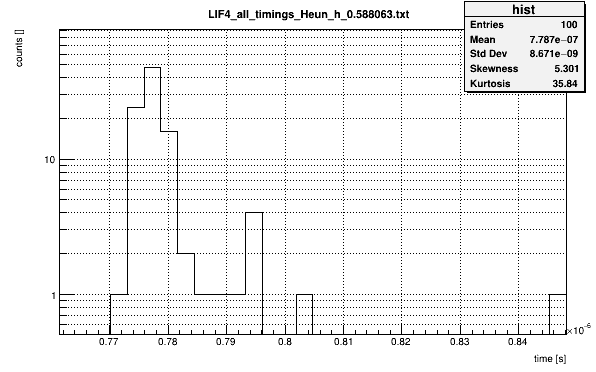 LIF4_all_timings_Heun_h_0.588063.txt
hist
Entries 100
Mean 7.787e−07
Std Dev 8.671e−09
Skewness 5.301
Kurtosis 35.84
counts []
10
1
0.77 0.78 0.79 0.8 0.81 0.82 0.83 0.84
×10⁻⁶
time [s]